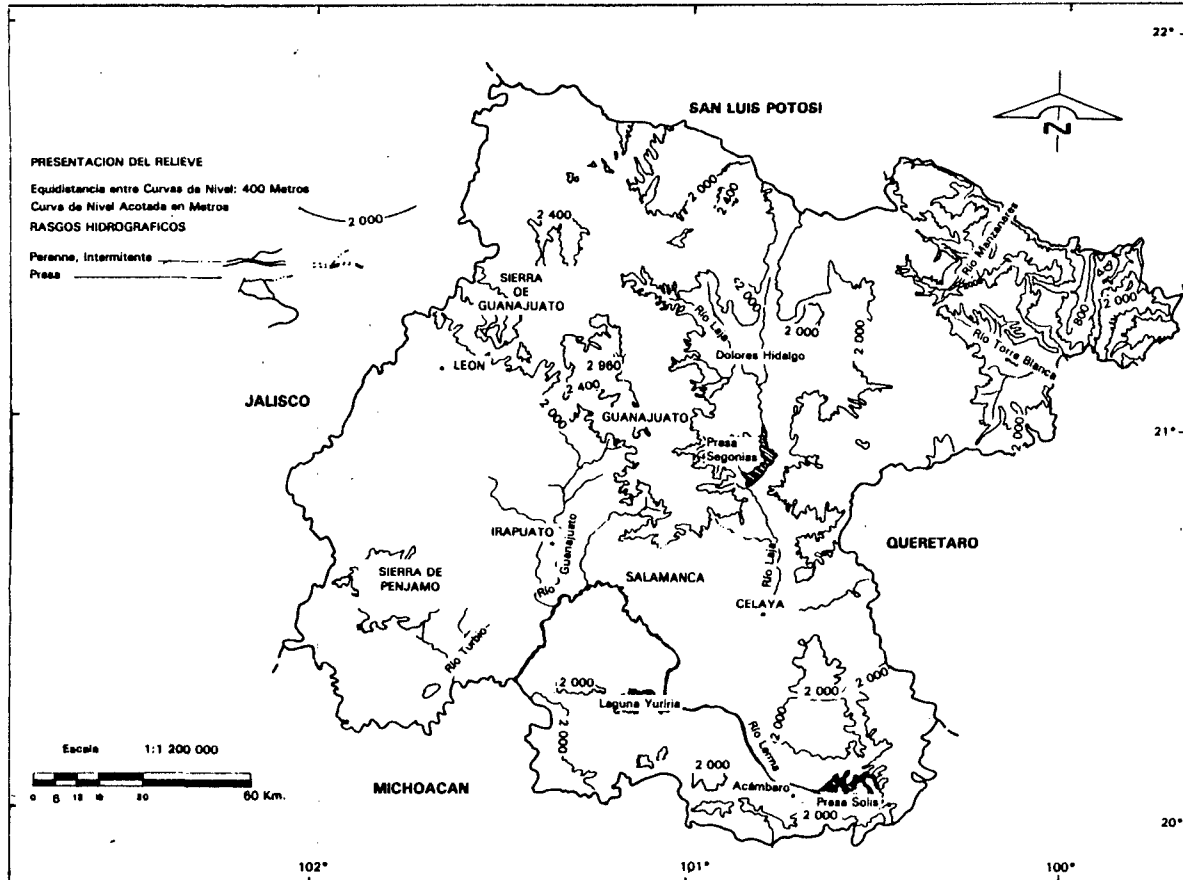 22°
SAN LUIS POTOSI
N
PRESENTACION DEL RELIEVE
Equidistancia entre Curvas de Nivel: 400 Metros
Curva de Nivel Acotada en Metros
2 000
RASGOS HIDROGRAFICOS
Perenne, Intermitente
Presa
2 000
2 400
2 400
SIERRA
DE
GUANAJUATO
Río Manzanares
800
2 000
Río Laja
2 000
2 000
2 000
Dolores Hidalgo
Río Torre Blanca
LEON
2 960
2 400
2 000
JALISCO
GUANAJUATO
Presa
Segonias
2 000
21°
IRAPUATO
Río Guanajuato
QUERETARO
SIERRA DE
PENJAMO
SALAMANCA
Río Laja
CELAYA
Río Turbio
2 000
2 000
Laguna Yuriria
2 000
2 000
2 000
2 000
Río Lerma
Escala 1:1 200 000
60 Km.
MICHOACAN
2 000
Acámbaro
Presa Solis
2 000
20°
102°
101°
100°